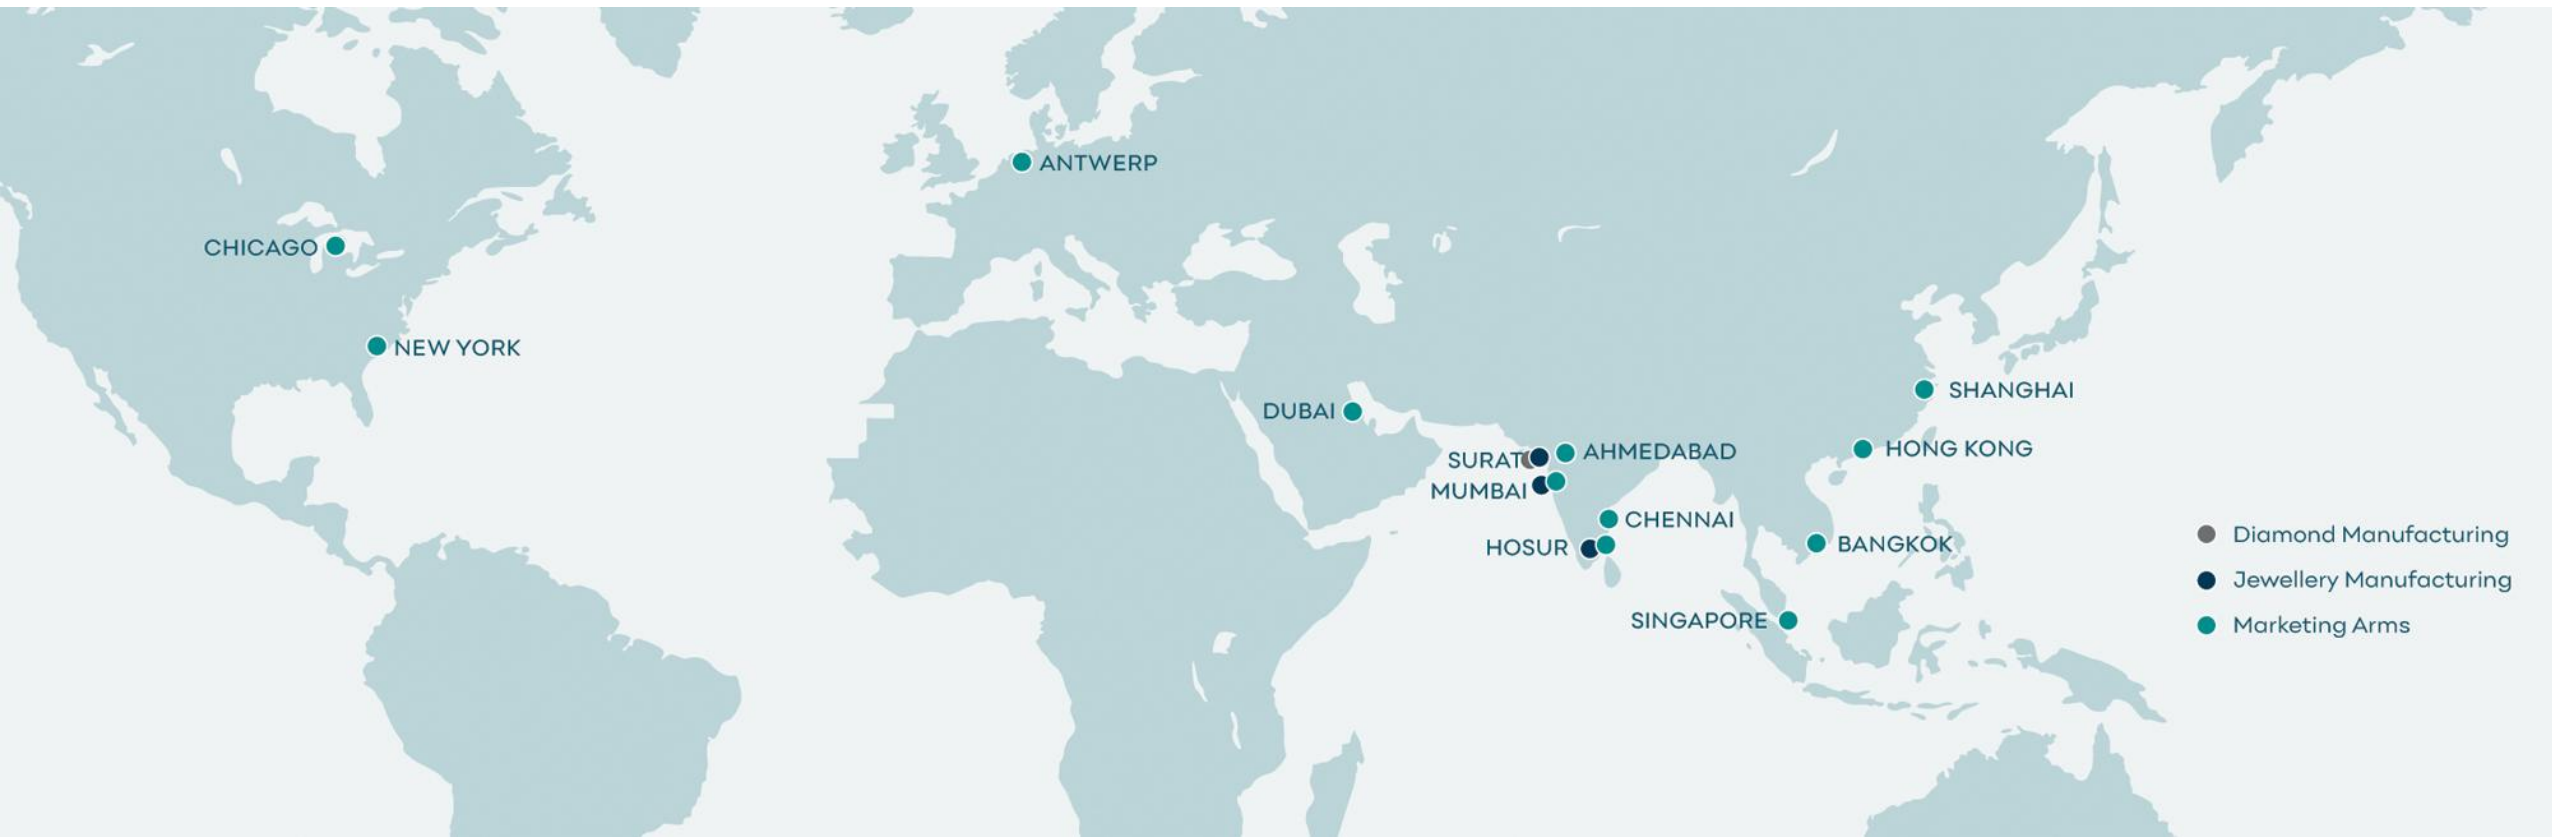 ANTWERP
CHICAGO
NEW YORK
SHANGHAI
DUBAI
HONG KONG
AHMEDABAD
SURAT
MUMBAI
CHENNAI
HOSUR
BANGKOK
SINGAPORE
Diamond Manufacturing
Jewellery Manufacturing
Marketing Arms